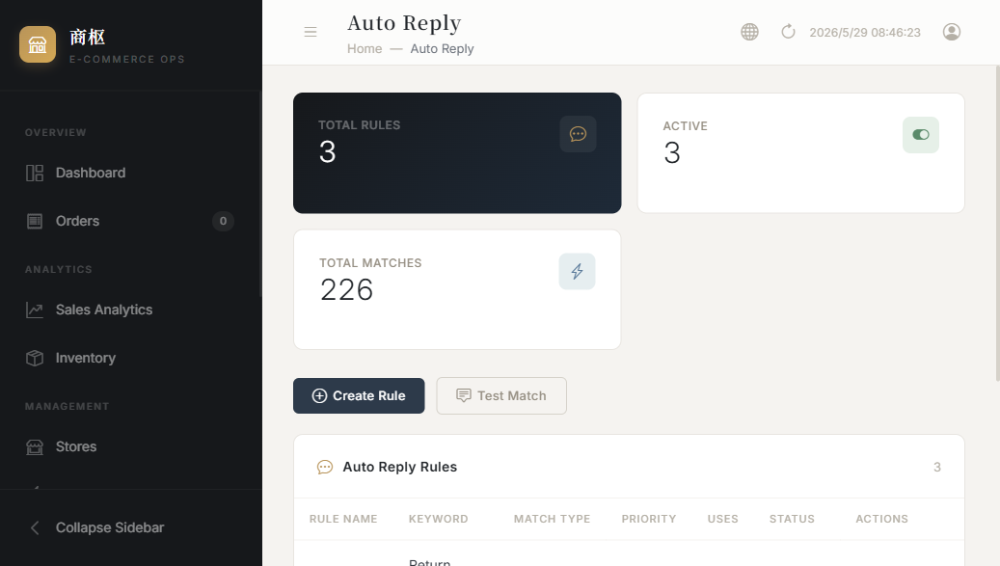 商枢
E-COMMERCE OPS
OVERVIEW
Dashboard
Orders
0
ANALYTICS
Sales Analytics
Inventory
MANAGEMENT
Stores
Collapse Sidebar
Auto Reply
Home — Auto Reply
2026/5/29 08:46:23
TOTAL RULES
3
ACTIVE
3
TOTAL MATCHES
226
Create Rule
Test Match
Auto Reply Rules
3
RULE NAME KEYWORD MATCH TYPE PRIORITY USES STATUS ACTIONS
Return